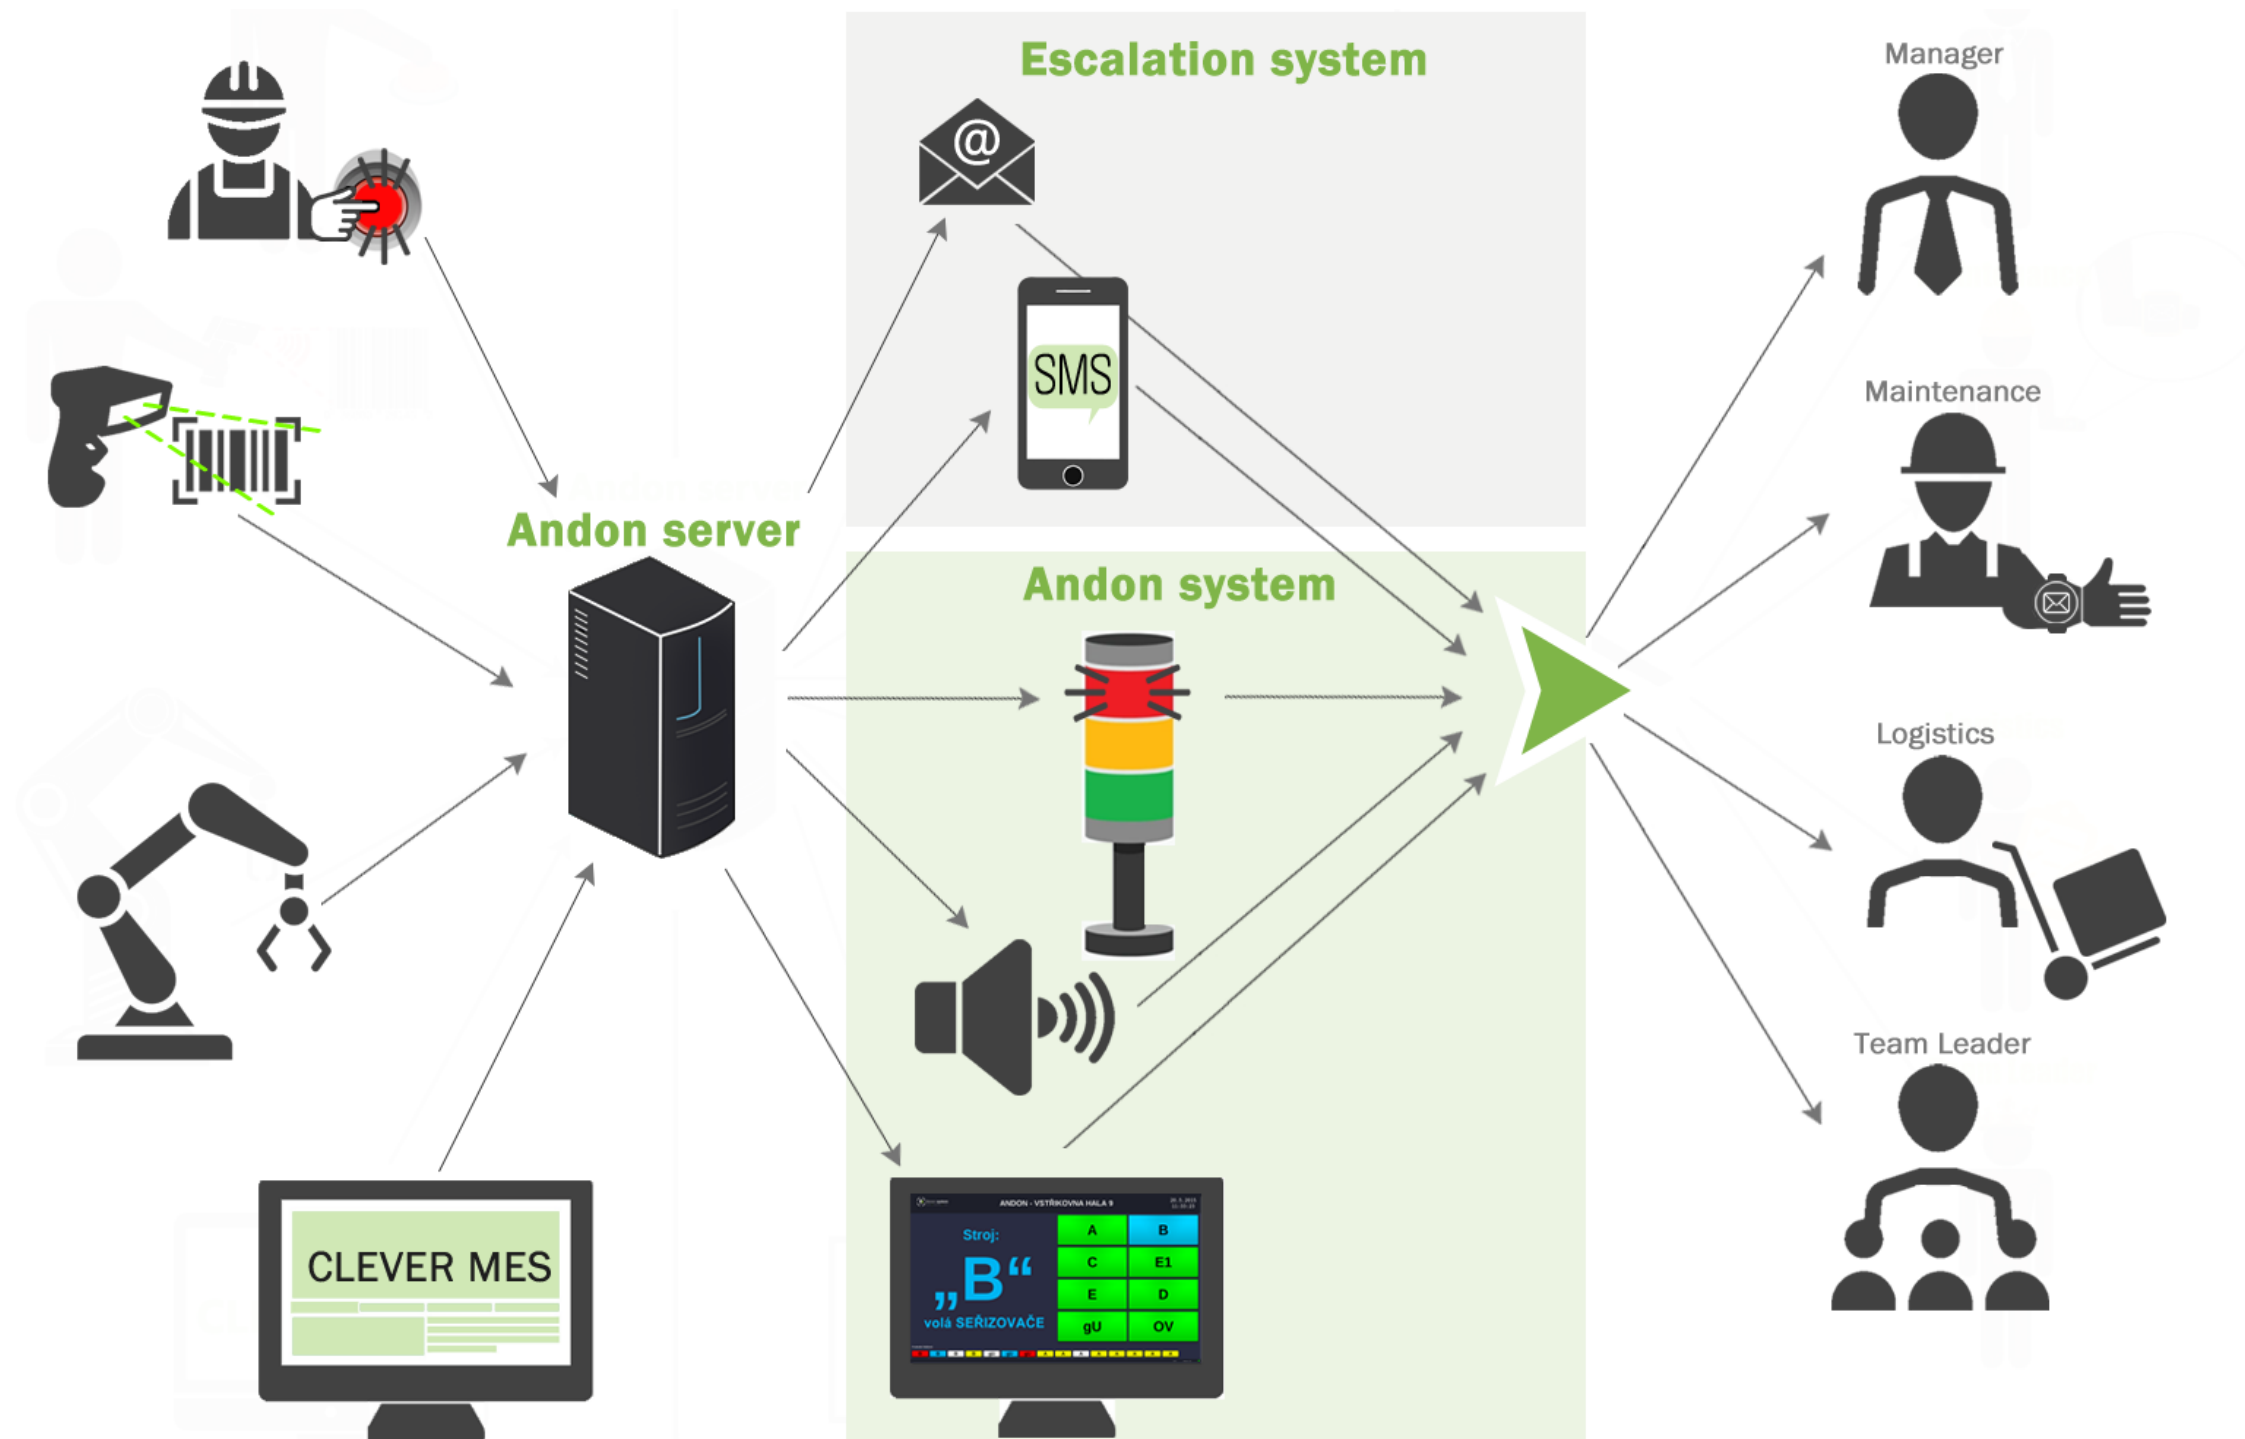 Escalation system
Manager
@
SMS
Maintenance
Andon server
Andon system
Logistics
Team Leader
CLEVER MES
ANDON - VSTŘIKOVNA HALA 9
Stroj:
„B“
volá SEŘIZOVAČE
A B
C E1
E D
gU OV